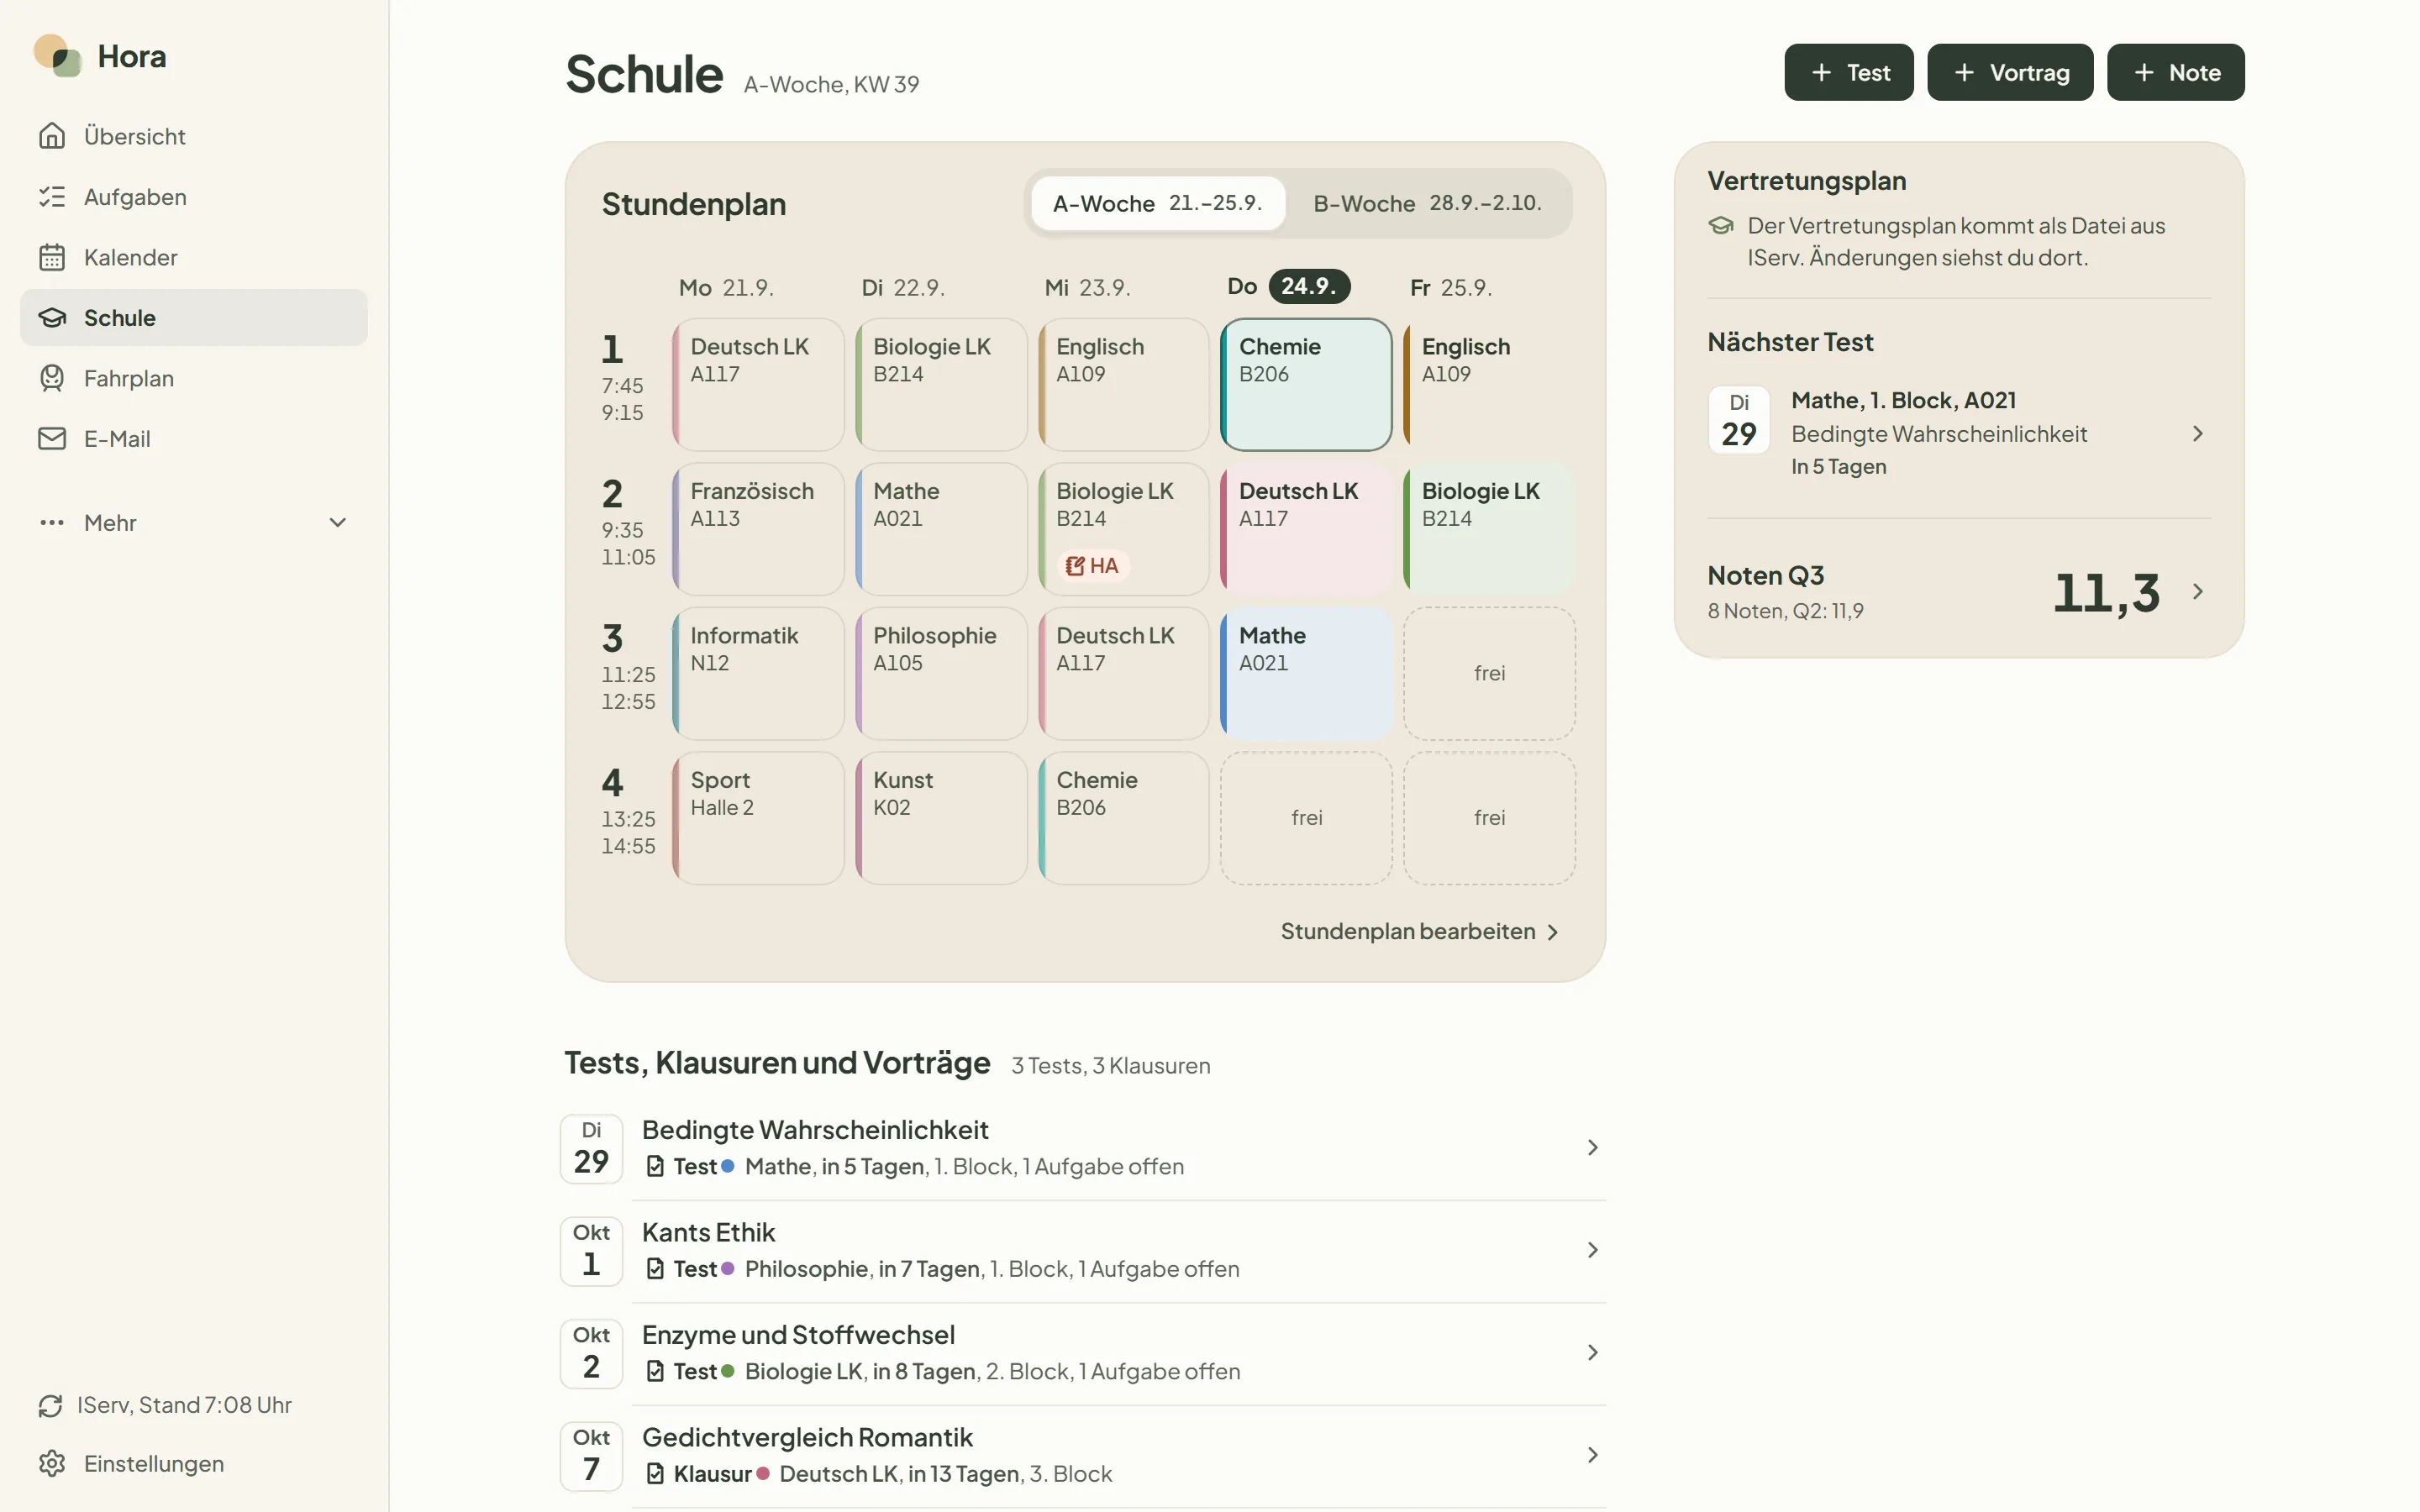 Hora
Übersicht
Aufgaben
Kalender
Schule
Fahrplan
E-Mail
Mehr
IServ, Stand 7:08 Uhr
Einstellungen
Schule A-Woche, KW 39
+ Test + Vortrag + Note
Stundenplan
A-Woche 21.–25.9. B-Woche 28.9.–2.10.
Mo 21.9. Di 22.9. Mi 23.9. Do 24.9. Fr 25.9.
1
7:45
9:15
Deutsch LK
A117
Biologie LK
B214
Englisch
A109
Chemie
B206
Englisch
A109
2
9:35
11:05
Französisch
A113
Mathe
A021
Biologie LK
B214
HA
Deutsch LK
A117
Biologie LK
B214
3
11:25
12:55
Informatik
N12
Philosophie
A105
Deutsch LK
A117
Mathe
A021
frei
4
13:25
14:55
Sport
Halle 2
Kunst
K02
Chemie
B206
frei
frei
Stundenplan bearbeiten
Vertretungsplan
Der Vertretungsplan kommt als Datei aus
IServ. Änderungen siehst du dort.
Nächster Test
Di
29
Mathe, 1. Block, A021
Bedingte Wahrscheinlichkeit
In 5 Tagen
Noten Q3
8 Noten, Q2: 11,9
11,3
Tests, Klausuren und Vorträge 3 Tests, 3 Klausuren
Di
29
Bedingte Wahrscheinlichkeit
Test Mathe, in 5 Tagen, 1. Block, 1 Aufgabe offen
Okt
1
Kants Ethik
Test Philosophie, in 7 Tagen, 1. Block, 1 Aufgabe offen
Okt
2
Enzyme und Stoffwechsel
Test Biologie LK, in 8 Tagen, 2. Block, 1 Aufgabe offen
Okt
7
Gedichtvergleich Romantik
Klausur Deutsch LK, in 13 Tagen, 3. Block